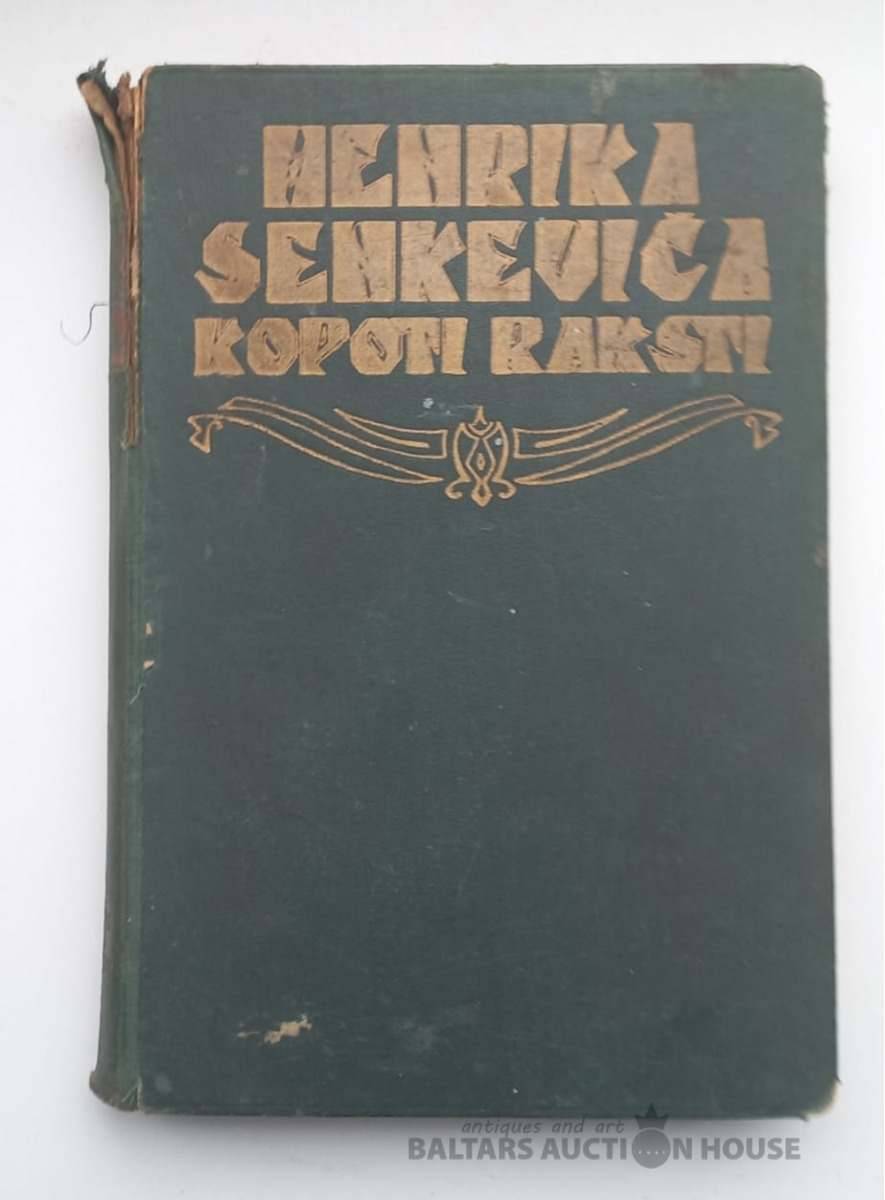 HENRIKA
SENKEVIČA
KOPOTI RAKSTI
antiques and art
BALTARS AUCTION HOUSE